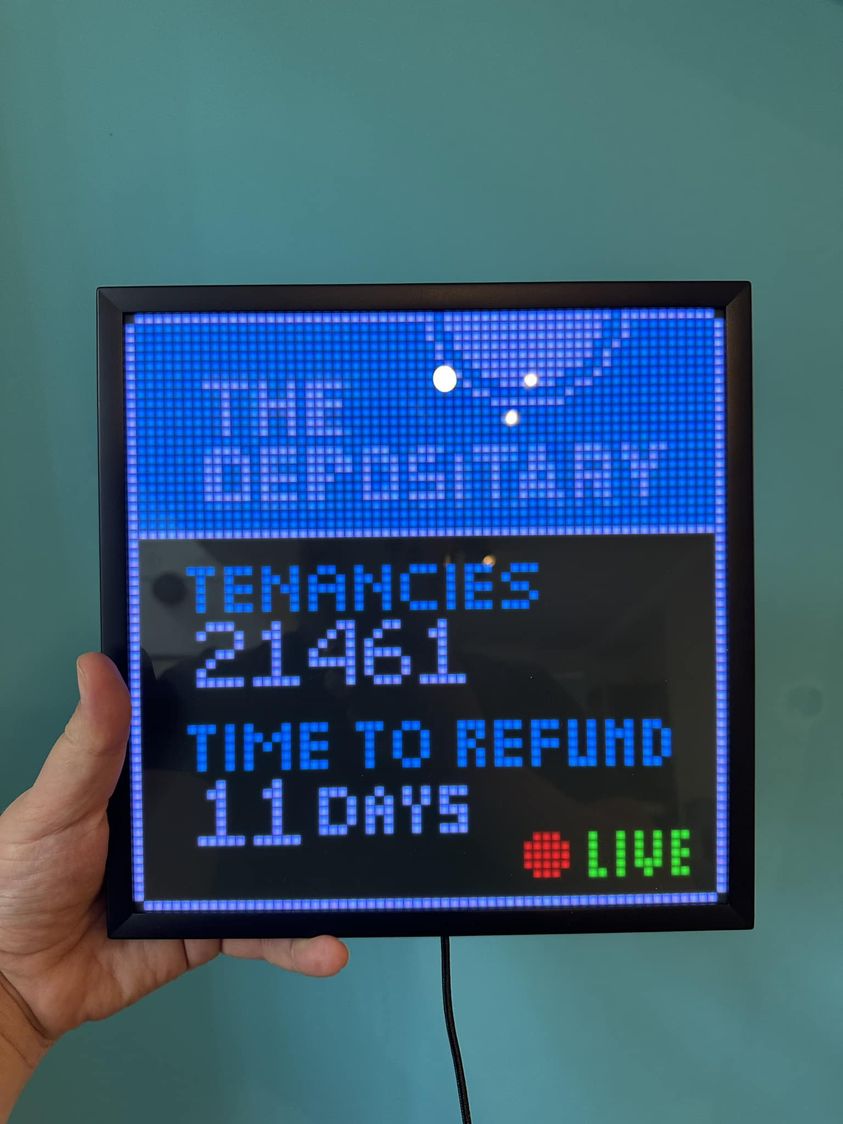 THE
DEPOSITARY
TENANCIES
21461
TIME TO REFUND
11 DAYS
LIVE